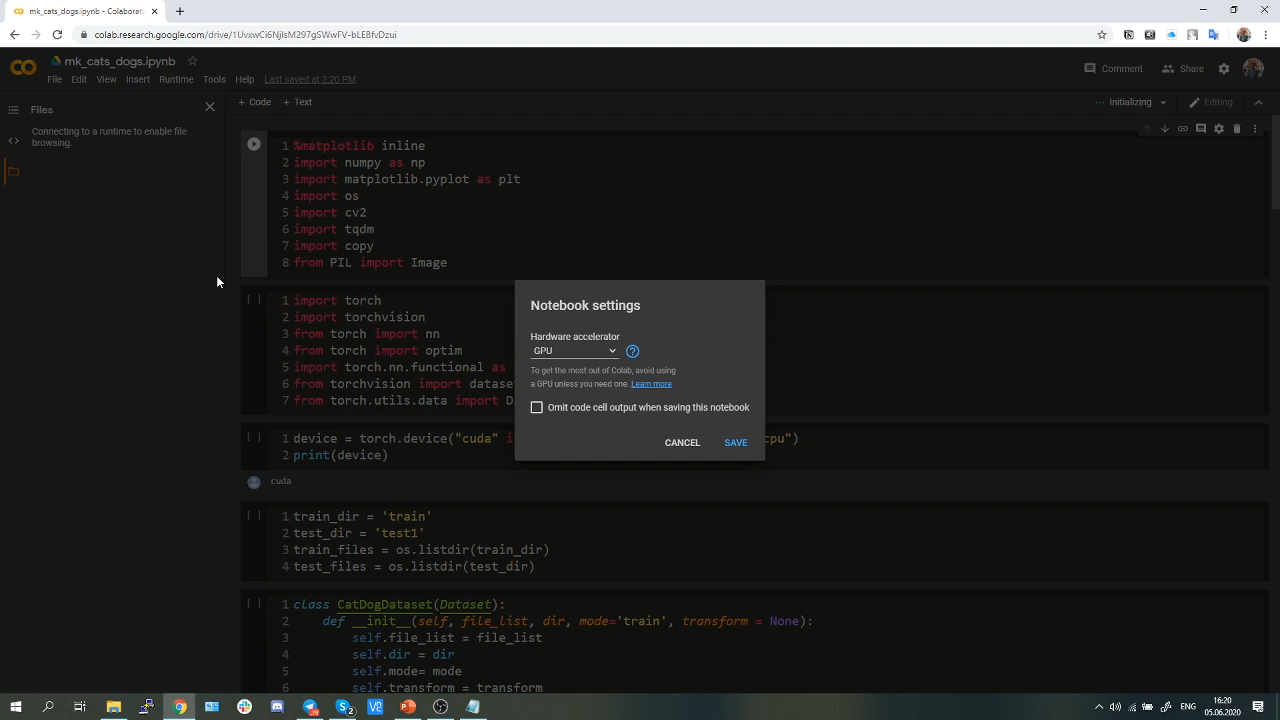 mk_cats_dogs.ipynb - Colaborat
colab.research.google.com/drive/1UvxwCi6NjIsM297gSWwFV-bLEBfvDzui
mk_cats_dogs.ipynb
File Edit View Insert Runtime Tools Help Last saved at 2:20 PM
Comment Share
Files
+ Code + Text
Initializing
Editing
Connecting to a runtime to enable file
browsing.
1 %matplotlib inline
2 import numpy as np
3 import matplotlib.pyplot as plt
4 import os
5 import cv2
6 import tqdm
7 import copy
8 from PIL import Image
[ ] 1 import torch
2 import torchvision
3 from torch import nn
4 from torch import optim
5 import torch.nn.functional as
6 from torchvision import datase
7 from torch.utils.data import D
Notebook settings
Hardware accelerator
GPU
To get the most out of Colab, avoid using
a GPU unless you need one. Learn more
Omit code cell output when saving this notebook
CANCEL SAVE
[ ] 1 device = torch.device("cuda" i cpu")
2 print(device)
cuda
[ ] 1 train_dir = 'train'
2 test_dir = 'test1'
3 train_files = os.listdir(train_dir)
4 test_files = os.listdir(test_dir)
[ ] 1 class CatDogDataset(Dataset):
2 def __init__(self, file_list, dir, mode='train', transform = None):
3 self.file_list = file_list
4 self.dir = dir
5 self.mode= mode
6 self.transform = transform
2
ENG
16:20
05.06.2020